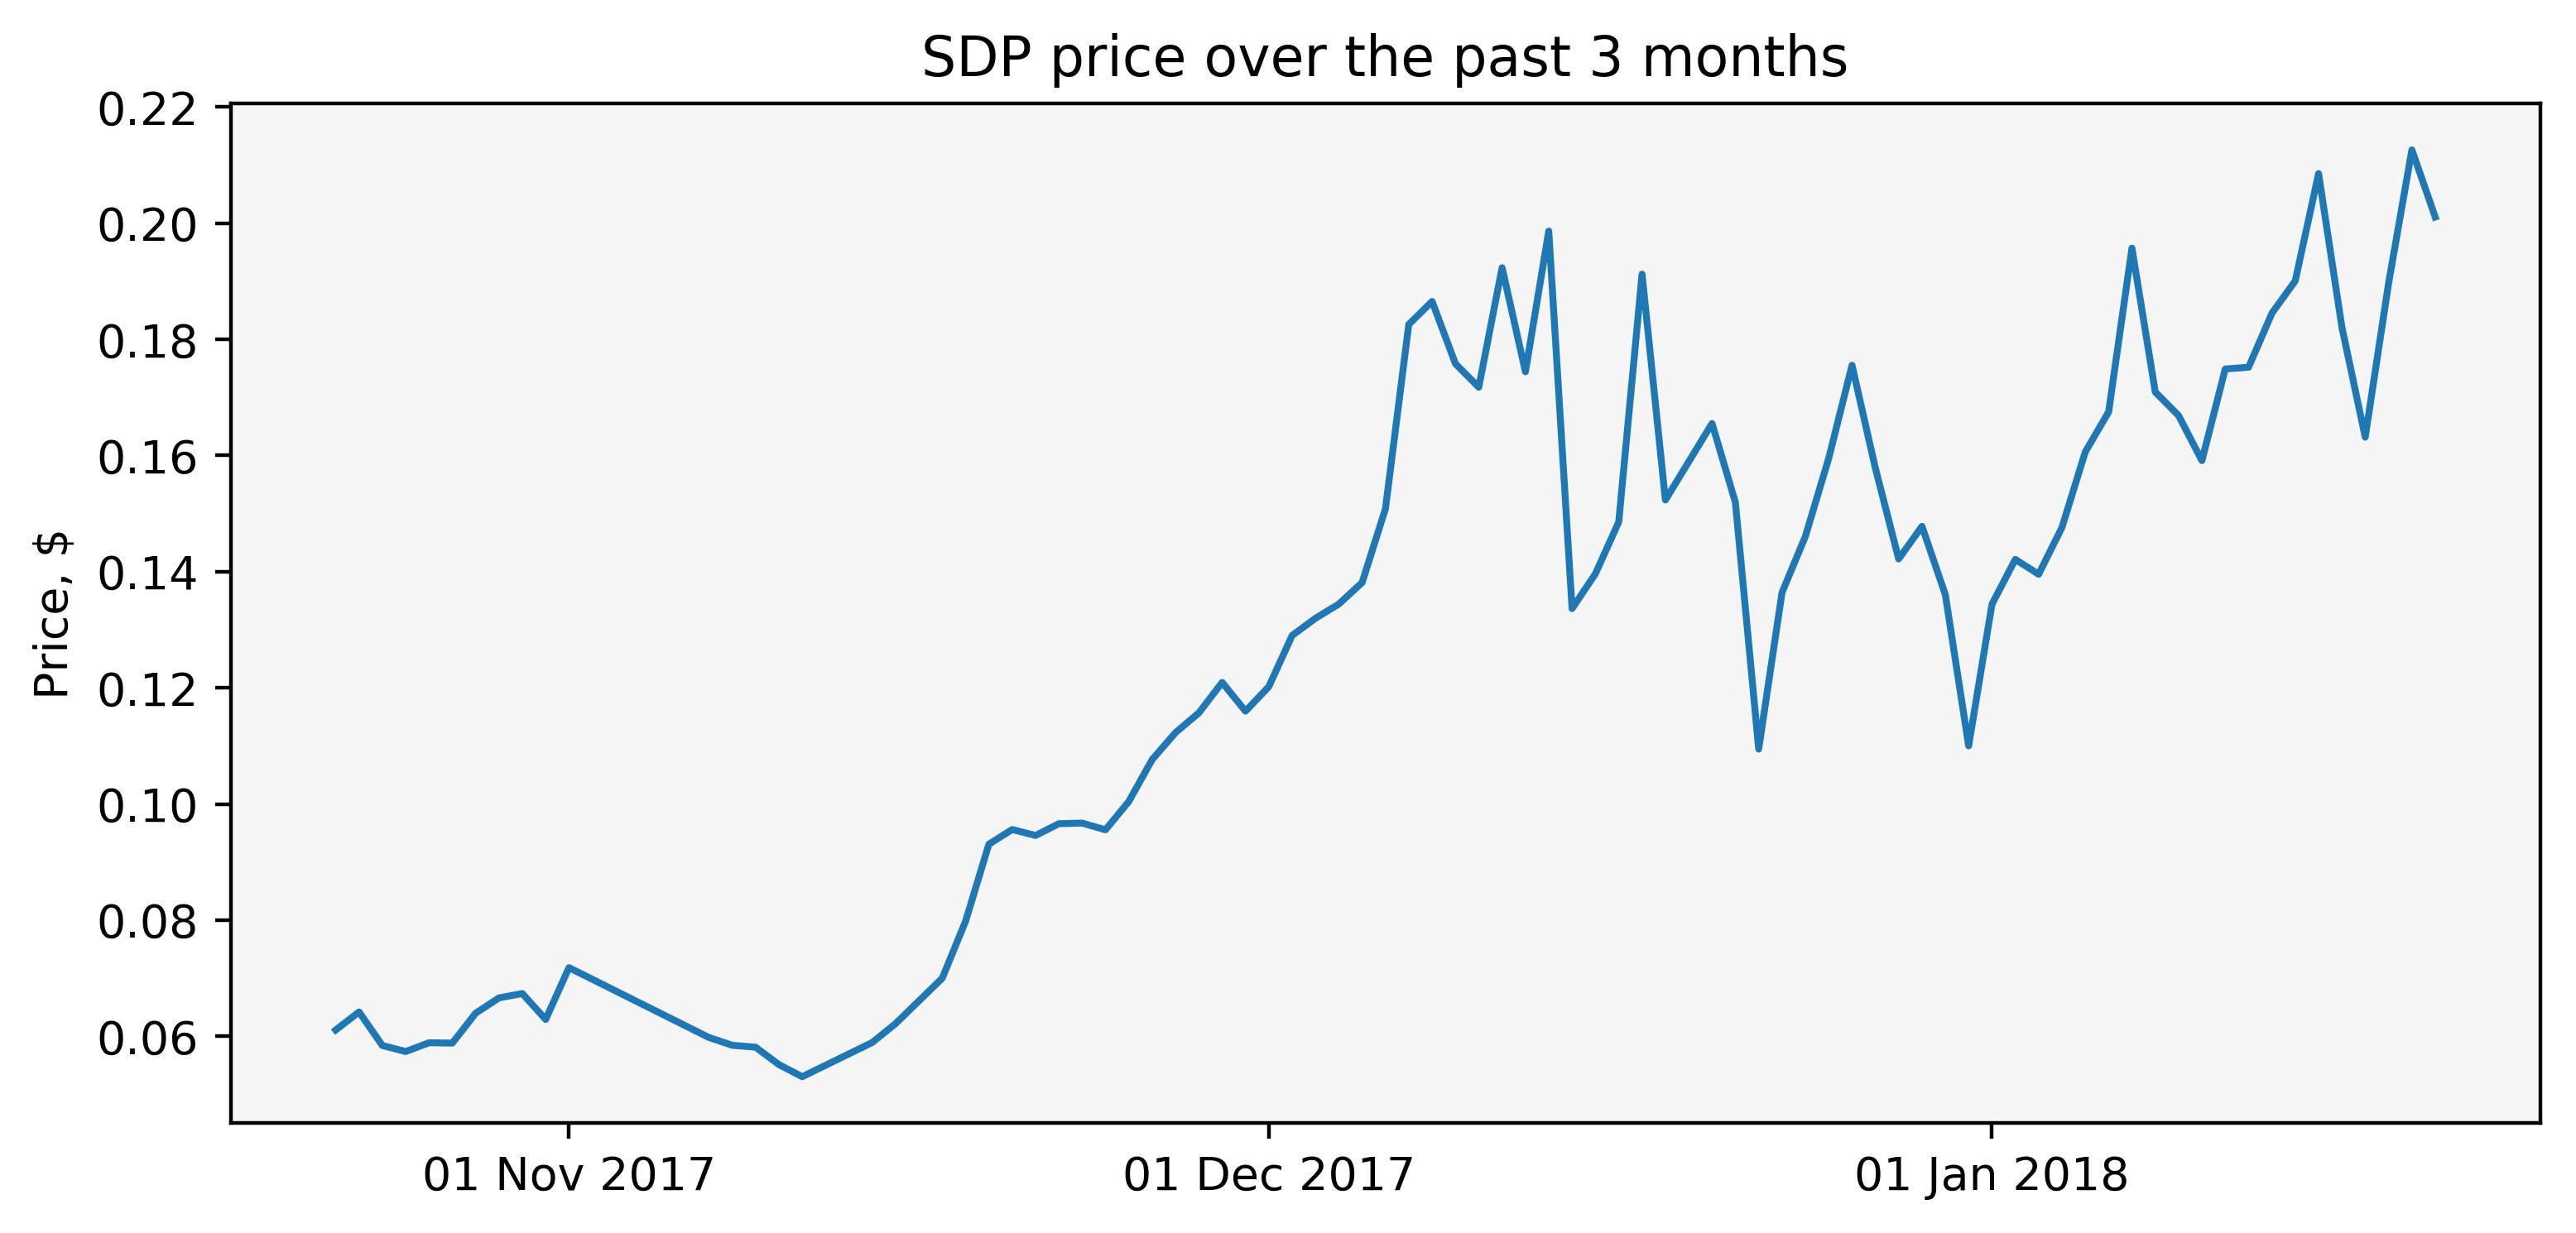 SDP price over the past 3 months
Price, $
0.22
0.20
0.18
0.16
0.14
0.12
0.10
0.08
0.06
01 Nov 2017
01 Dec 2017
01 Jan 2018